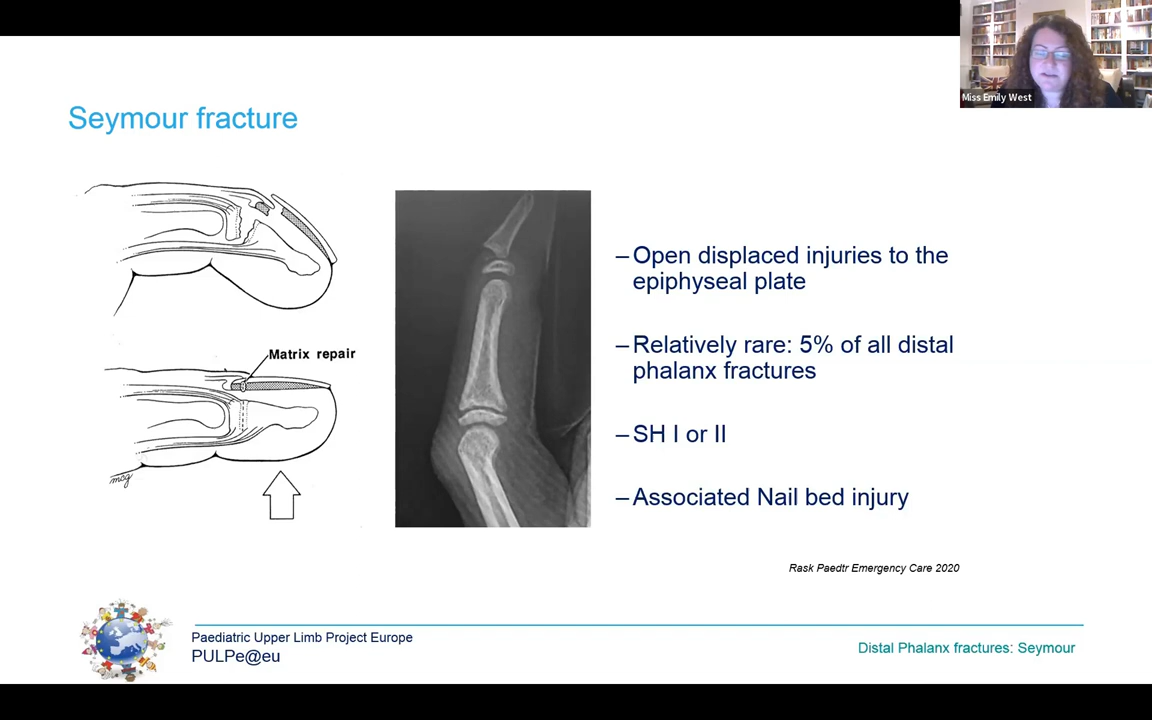 Miss Emily West
Seymour fracture
Matrix repair
mcg
–Open displaced injuries to the
epiphyseal plate
–Relatively rare: 5% of all distal
phalanx fractures
–SH I or II
–Associated Nail bed injury
Rask Paedtr Emergency Care 2020
Paediatric Upper Limb Project Europe
PULPe@eu
Distal Phalanx fractures: Seymour